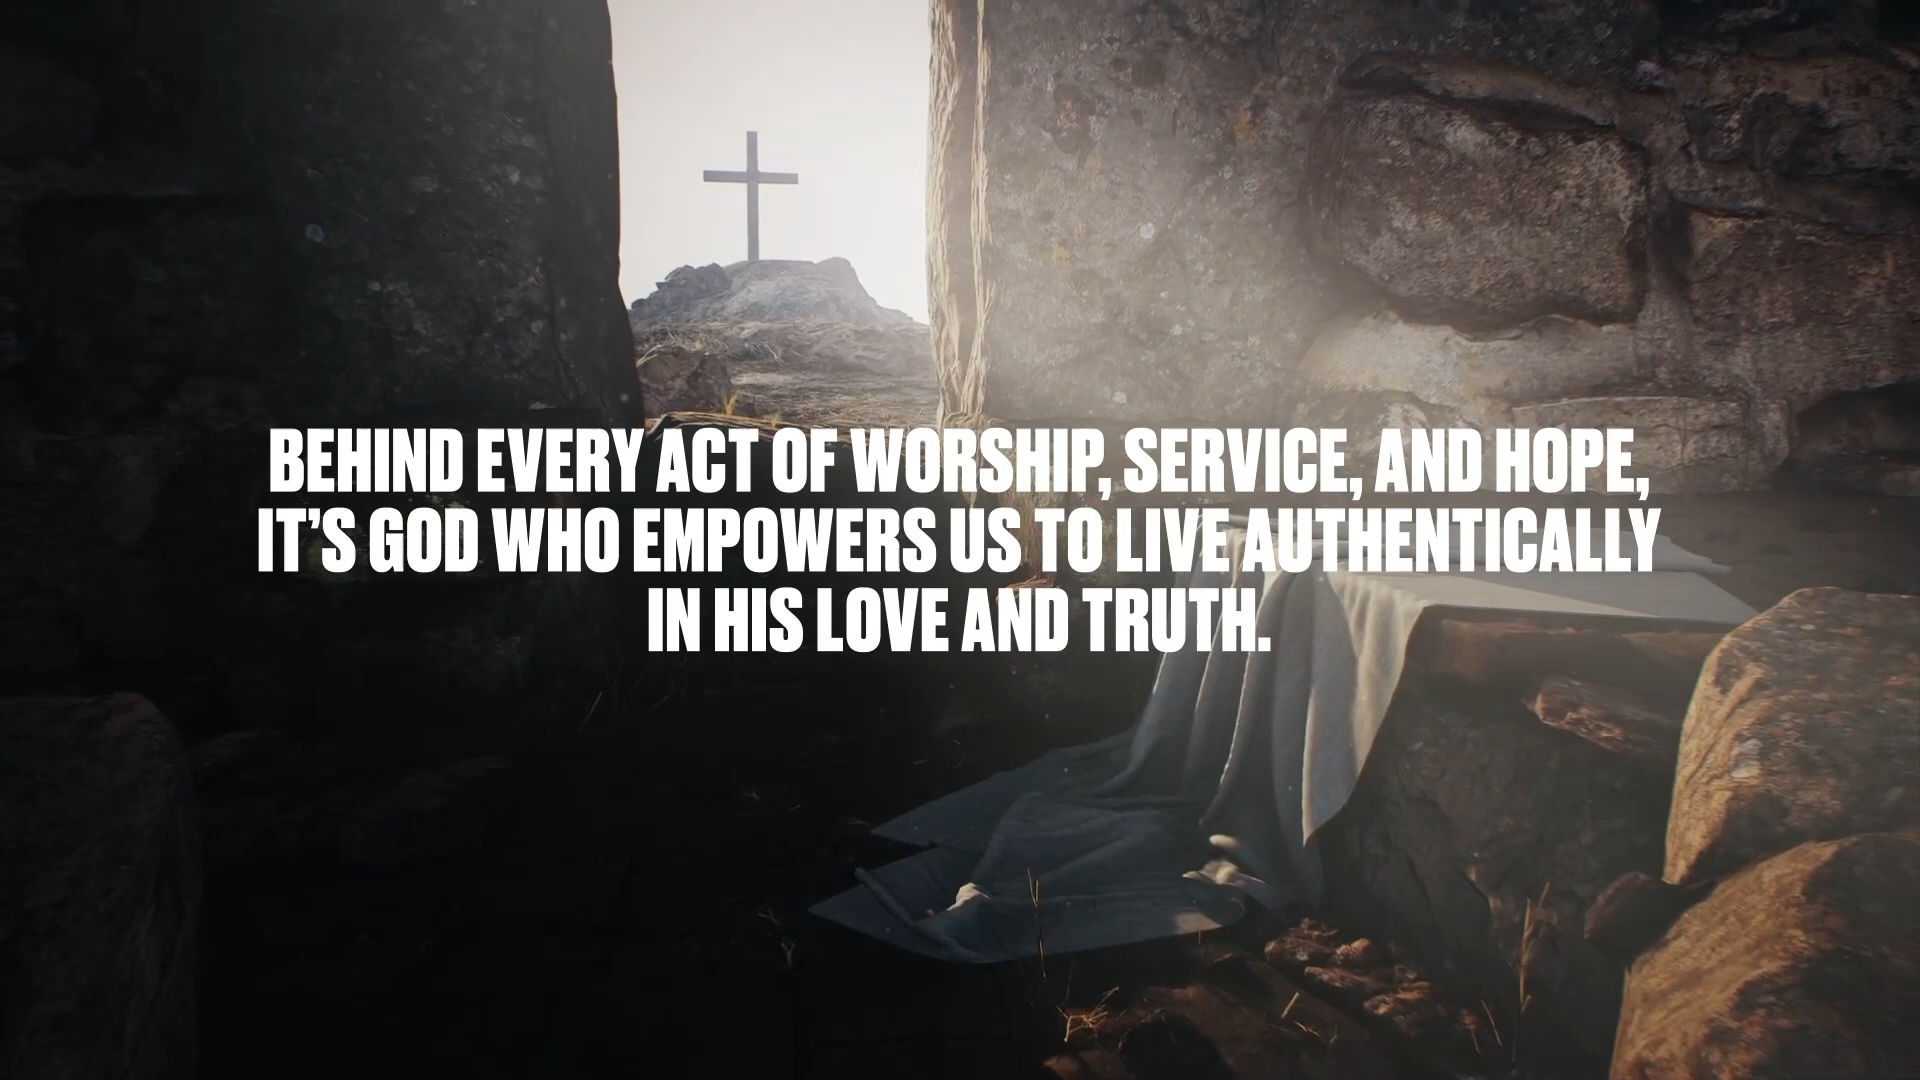 BEHIND EVERY ACT OF WORSHIP, SERVICE, AND HOPE,
IT’S GOD WHO EMPOWERS US TO LIVE AUTHENTICALLY
IN HIS LOVE AND TRUTH.